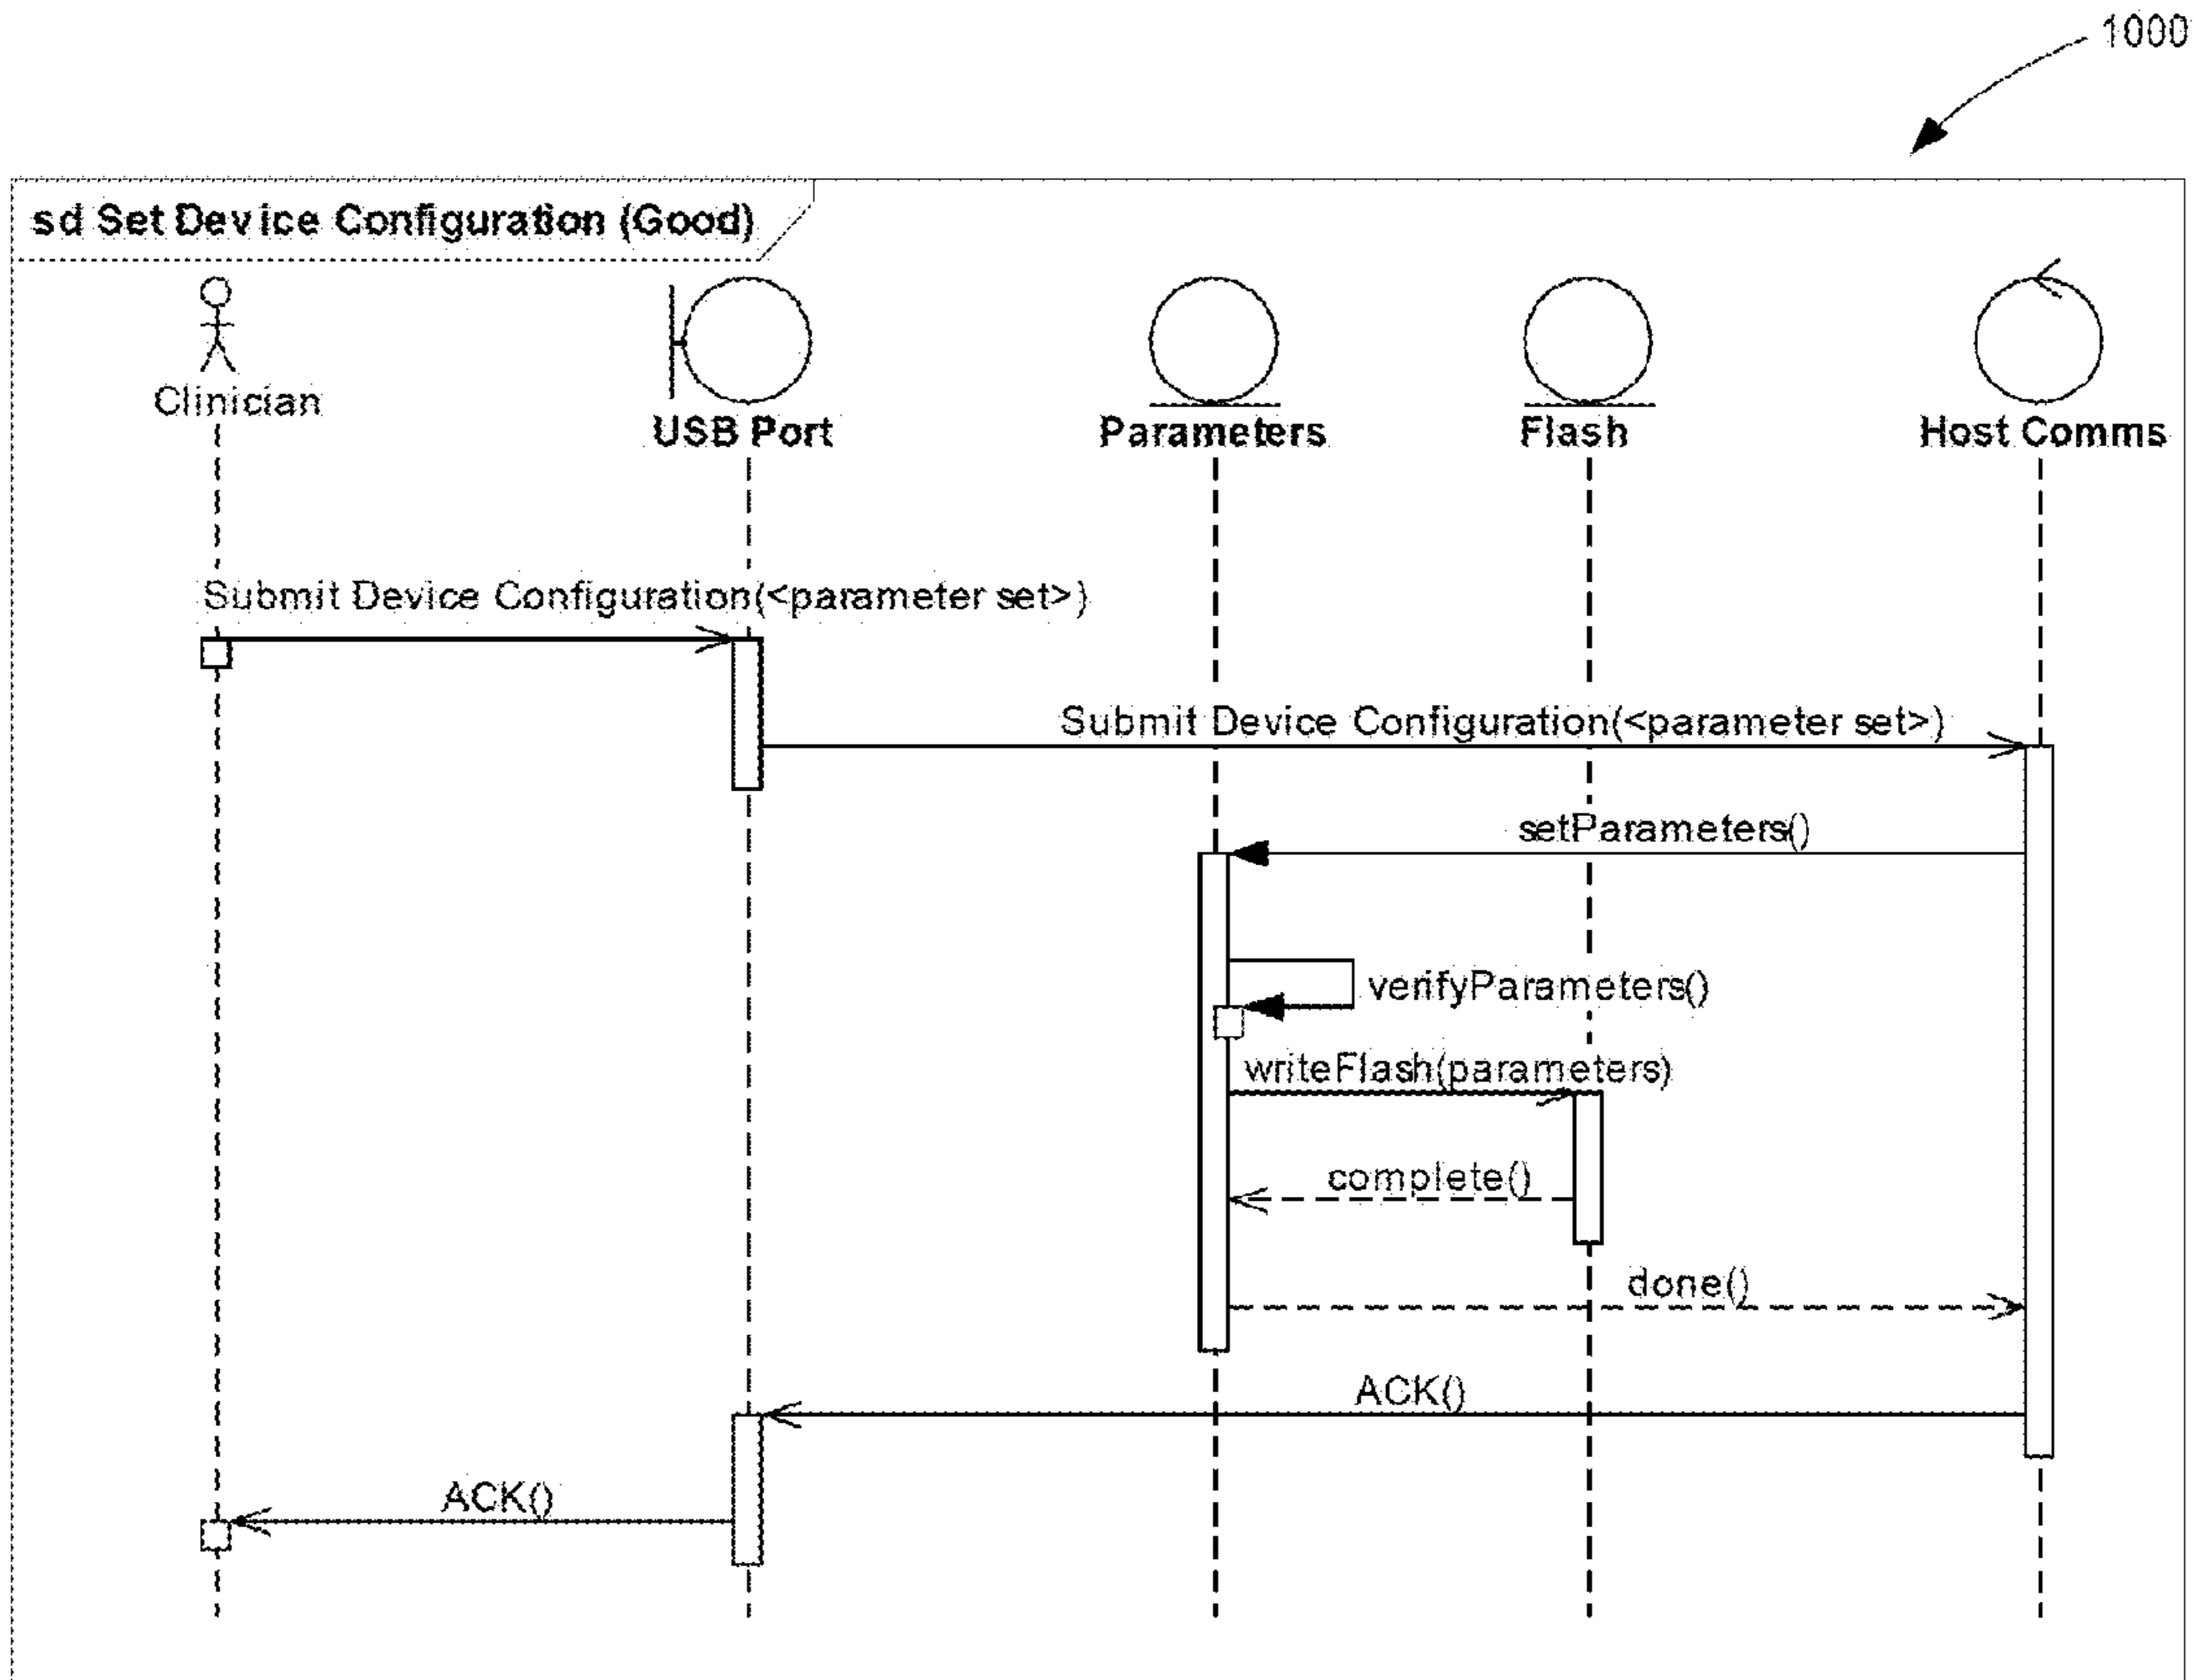 1000
sd Set Device Configuration (Good)
Clinician
USB Port
Parameters
Flash
Host Comms
Submit Device Configuration(<parameter set>)
Submit Device Configuration(<parameter set>)
setParameters()
verifyParameters()
writeFlash(parameters)
complete()
done()
ACK()
ACK()